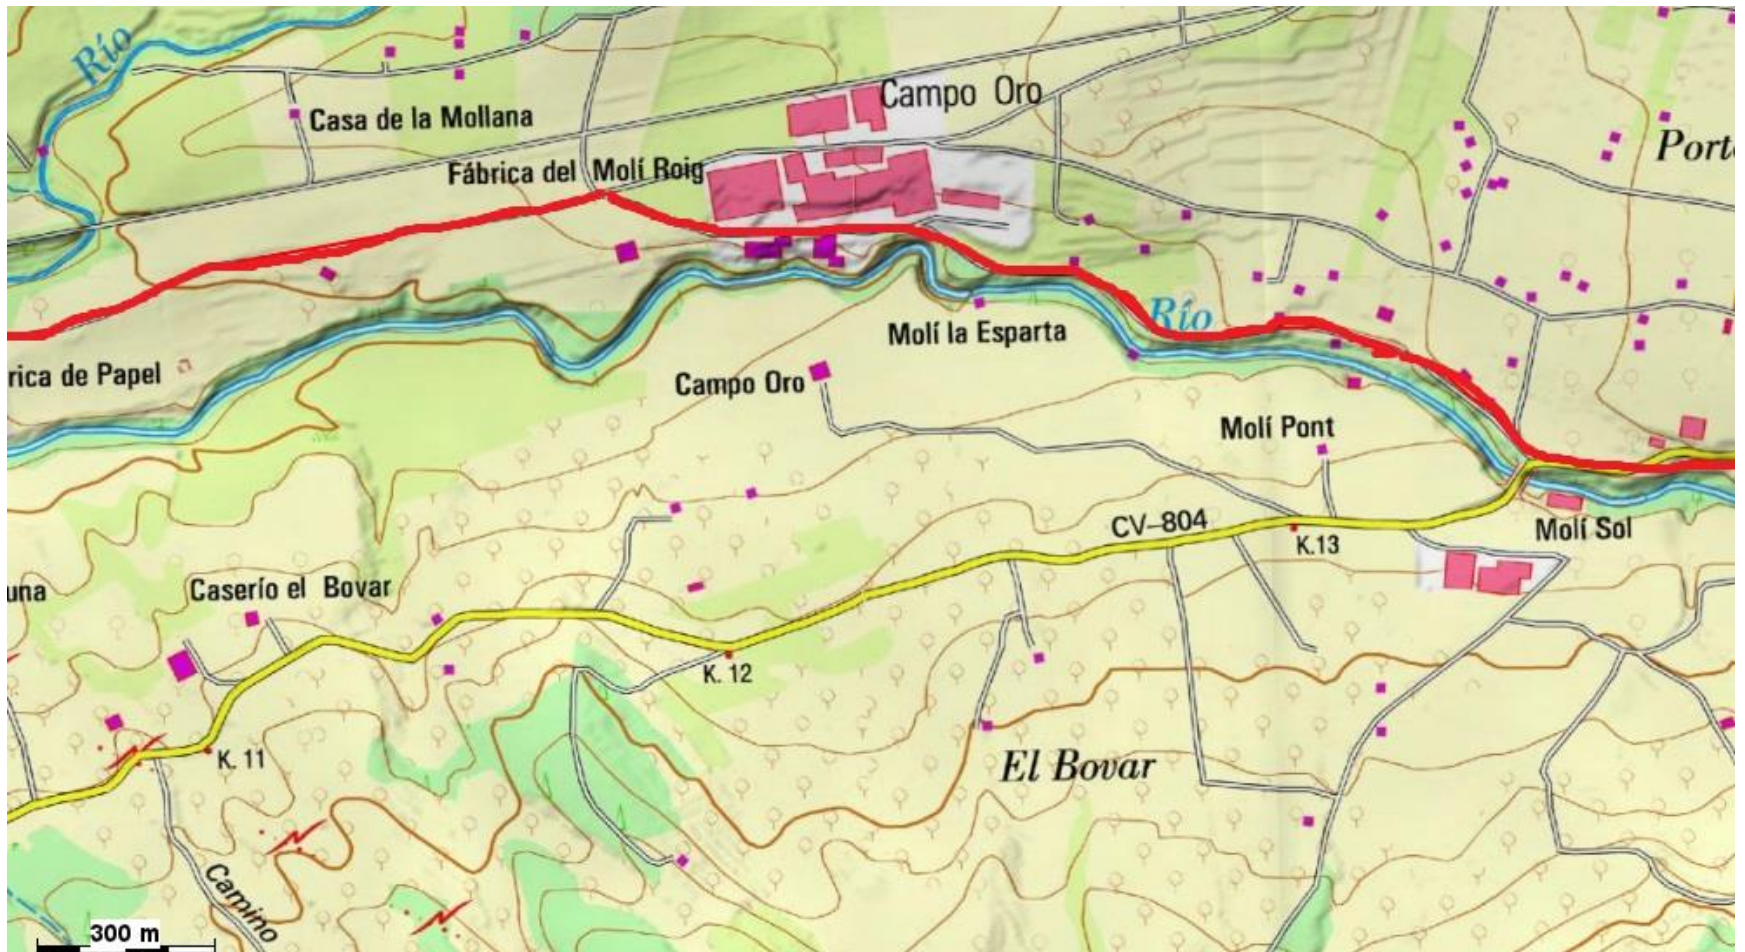 Río
Campo Oro
Casa de la Mollana
Porte
Fábrica del Molí Roig
Río
Molí la Esparta
rica de Papel
Campo Oro
Molí Pont
CV-804
Molí Sol
K.13
una
Caserío el Bovar
K. 12
K. 11
El Bovar
Camino
300 m